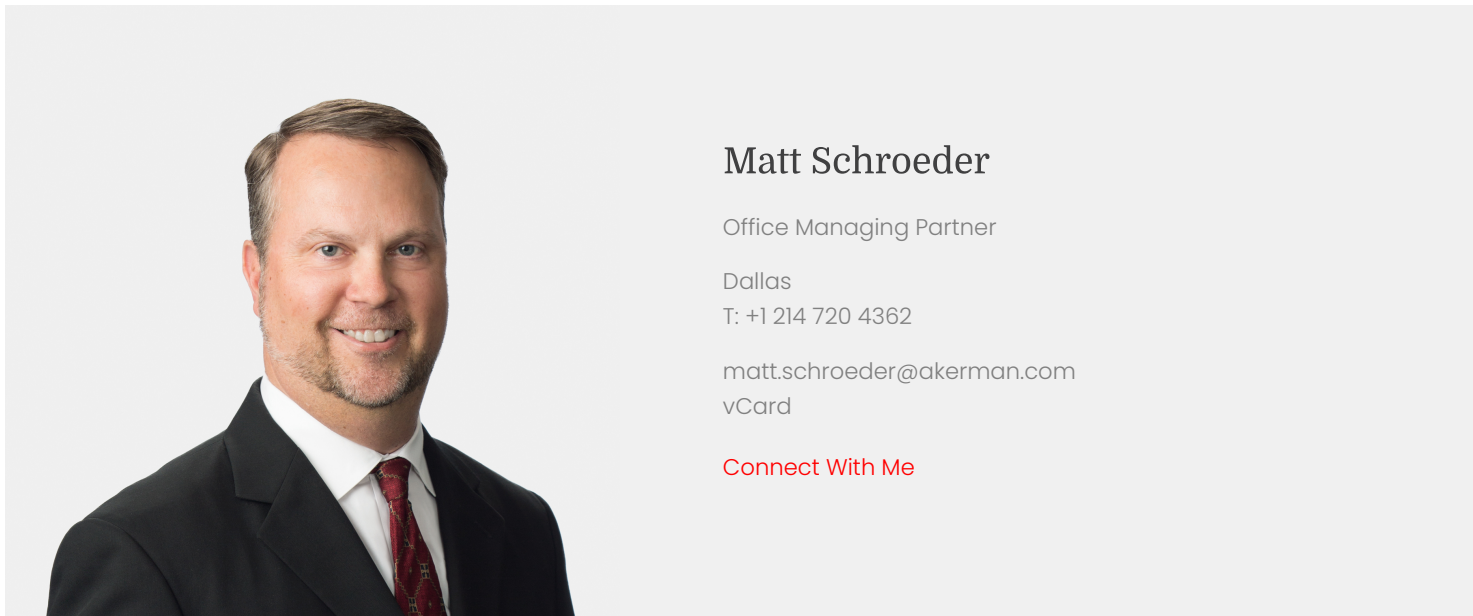 Matt Schroeder
Office Managing Partner
Dallas
T: +1 214 720 4362
matt.schroeder@akerman.com
vCard
Connect With Me